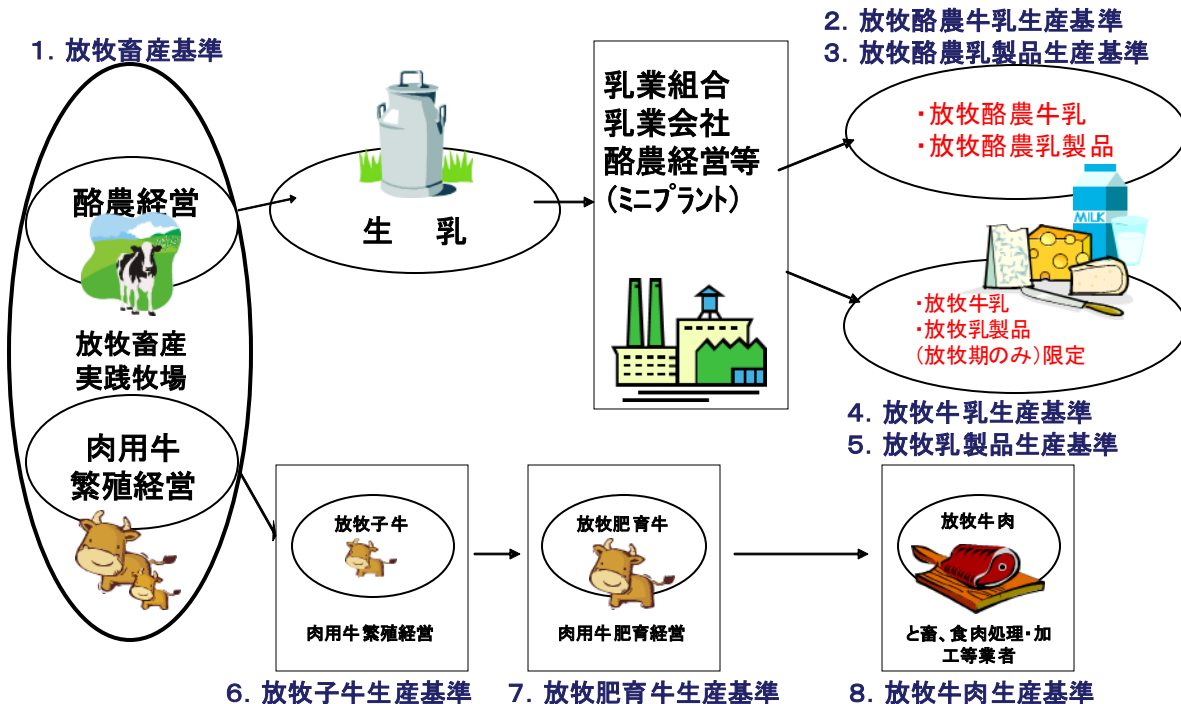 1．放牧畜産基準
酪農経営
放牧畜産
実践牧場
肉用牛
繁殖経営
生　乳
乳業組合
乳業会社
酪農経営等
（ミニプラント）
2．放牧酪農牛乳生産基準
3．放牧酪農乳製品生産基準
・放牧酪農牛乳
・放牧酪農乳製品
MILK
・放牧牛乳
・放牧乳製品
(放牧期のみ)限定
4．放牧牛乳生産基準
5．放牧乳製品生産基準
放牧子牛
肉用牛繁殖経営
6．放牧子牛生産基準
放牧肥育牛
肉用牛肥育経営
7．放牧肥育牛生産基準
放牧牛肉
と畜、食肉処理・加
工等業者
8．放牧牛肉生産基準